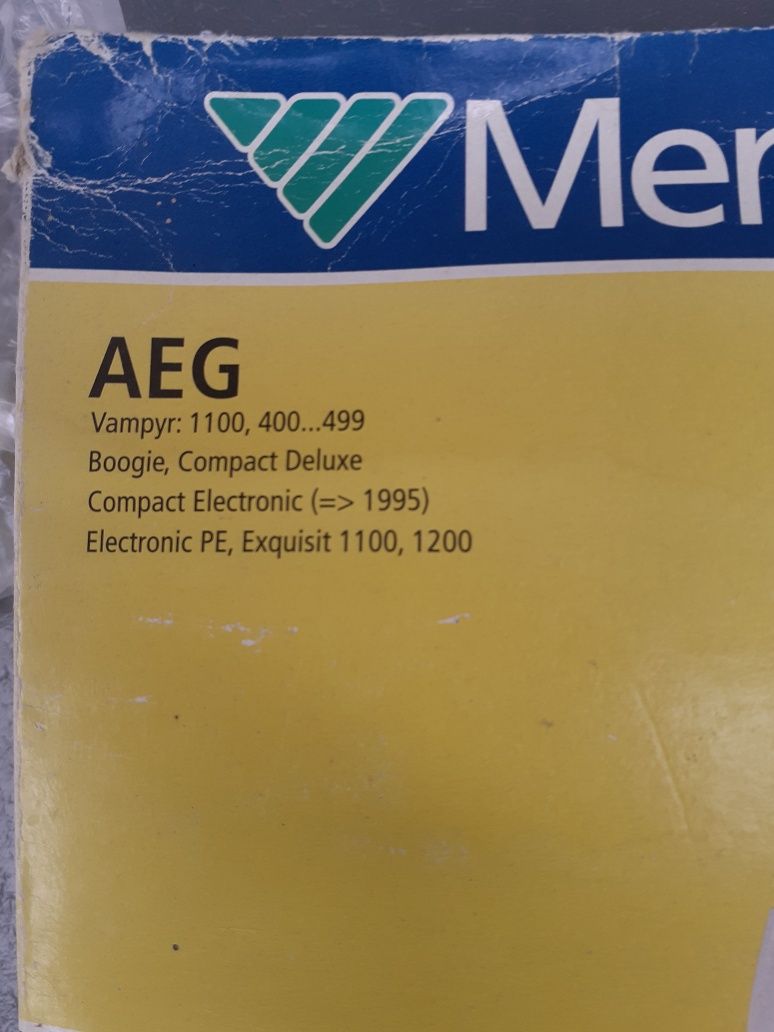 Mer
AEG
Vampyr: 1100, 400...499
Boogie, Compact Deluxe
Compact Electronic (=> 1995)
Electronic PE, Exquisit 1100, 1200